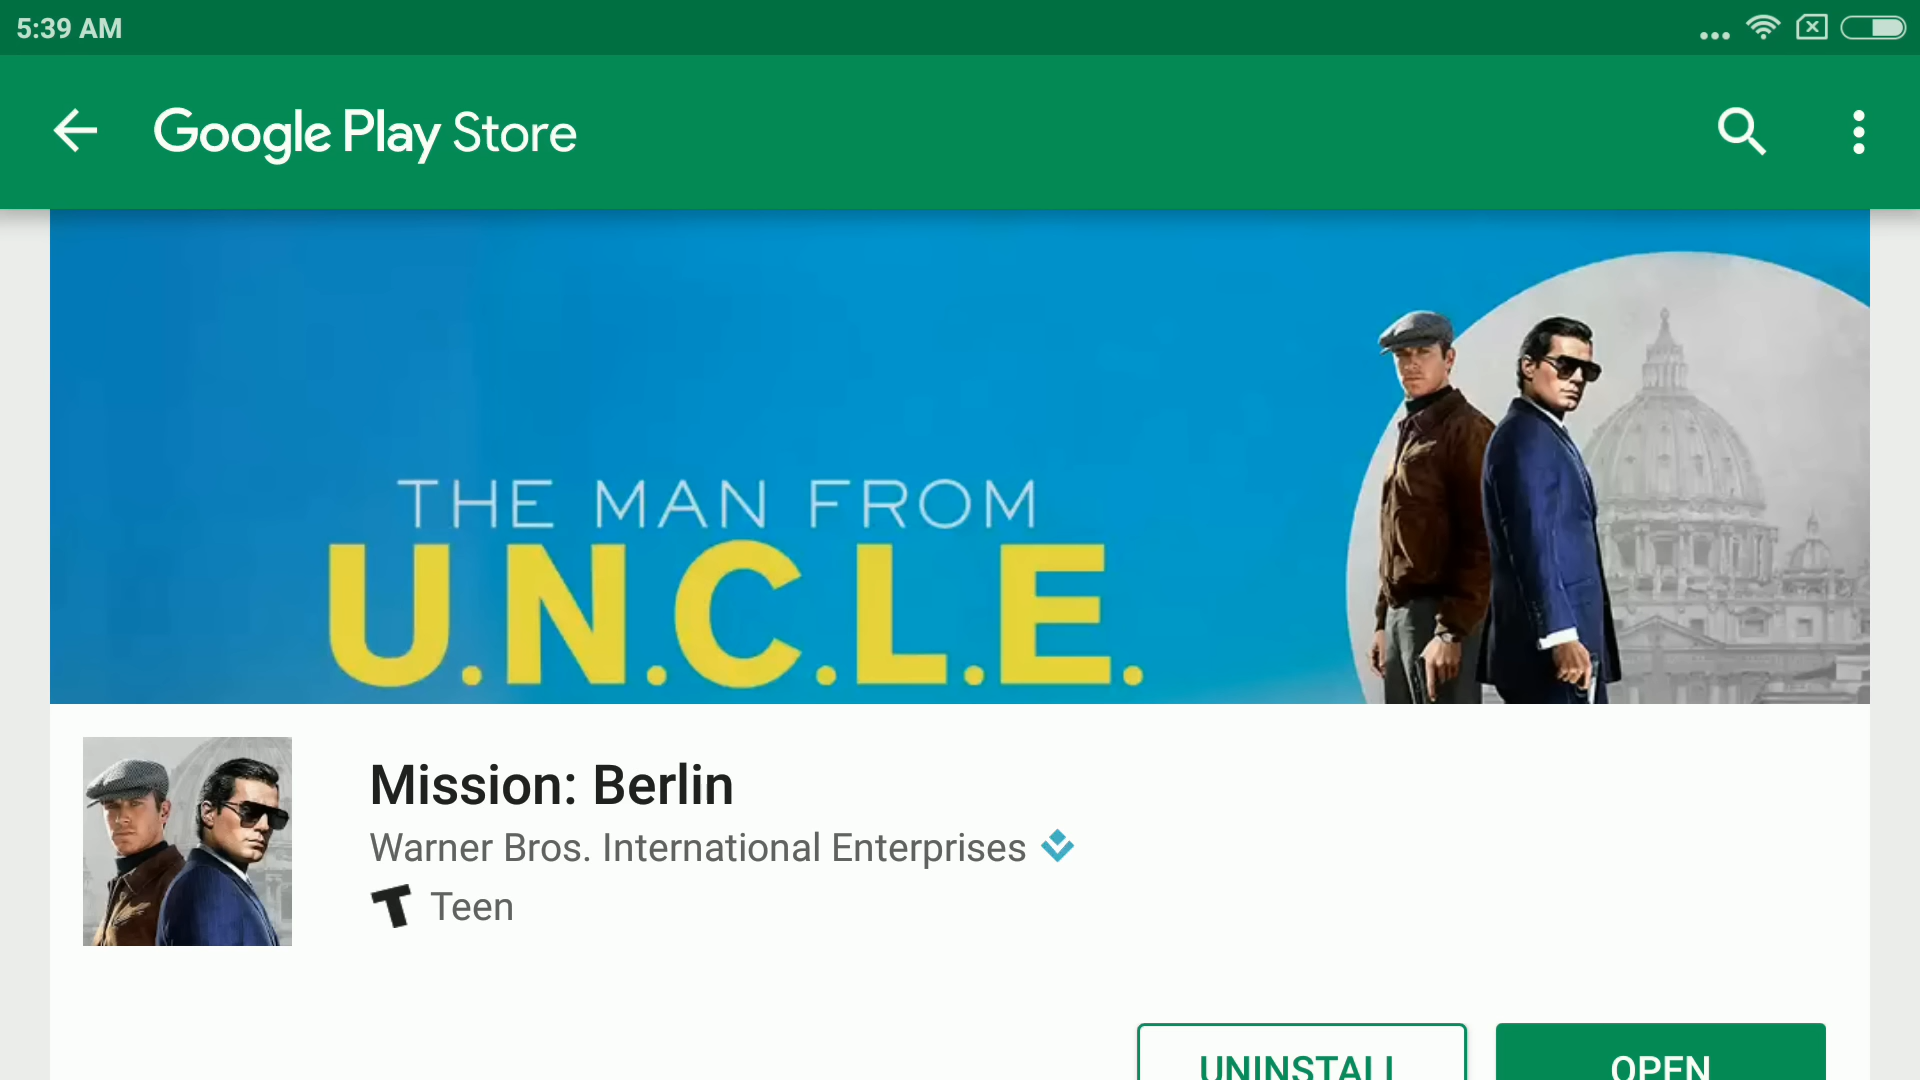 5:39 AM
Google Play Store
THE MAN FROM
U.N.C.L.E.
Mission: Berlin
Warner Bros. International Enterprises
T Teen
UNINSTALL
OPEN